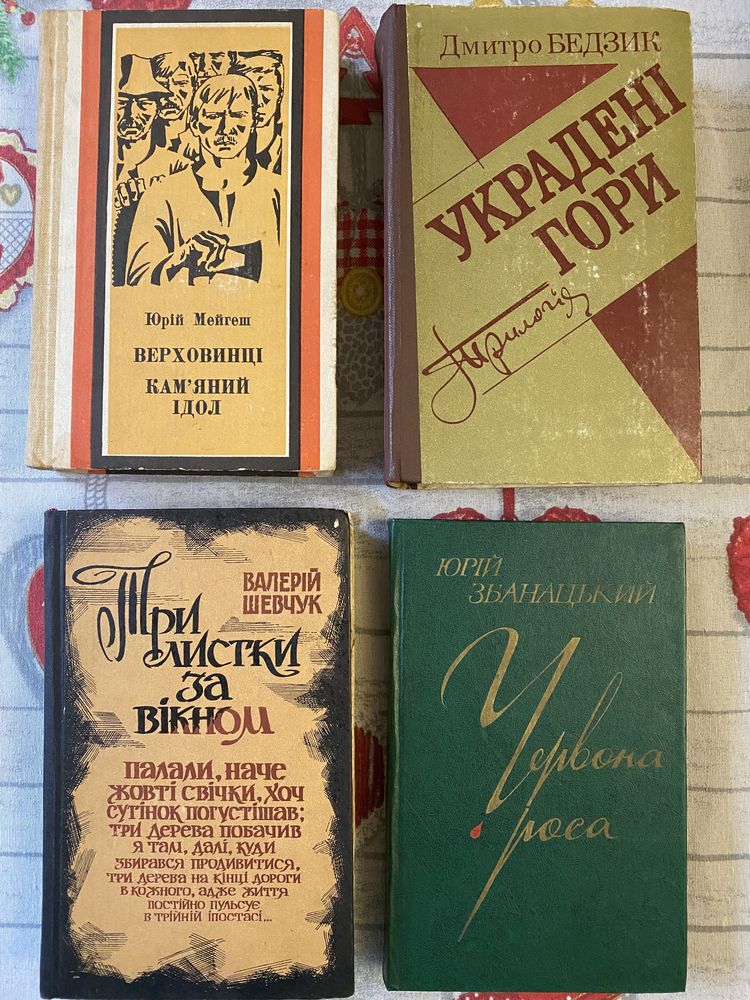 Юрій Мейгеш
ВЕРХОВИНЦІ
КАМ'ЯНИЙ
ІДОЛ
Дмитро БЕДЗИК
УКРАДЕНІ
ГОРИ
Трилогія
ВАЛЕРІЙ
ШЕВЧУК
Три
листки
за
вікном
палали, наче
жовті свічки, хоч
сутінок погустішав;
три дерева побачив
я там, далі, куди
збирався продивитися,
три дерева на кінці дороги
в кожного, адже життя
постійно пульсує
в трійній іпостасі...
ЮРІЙ
ЗБАНАЦЬКИЙ
Червона
роса